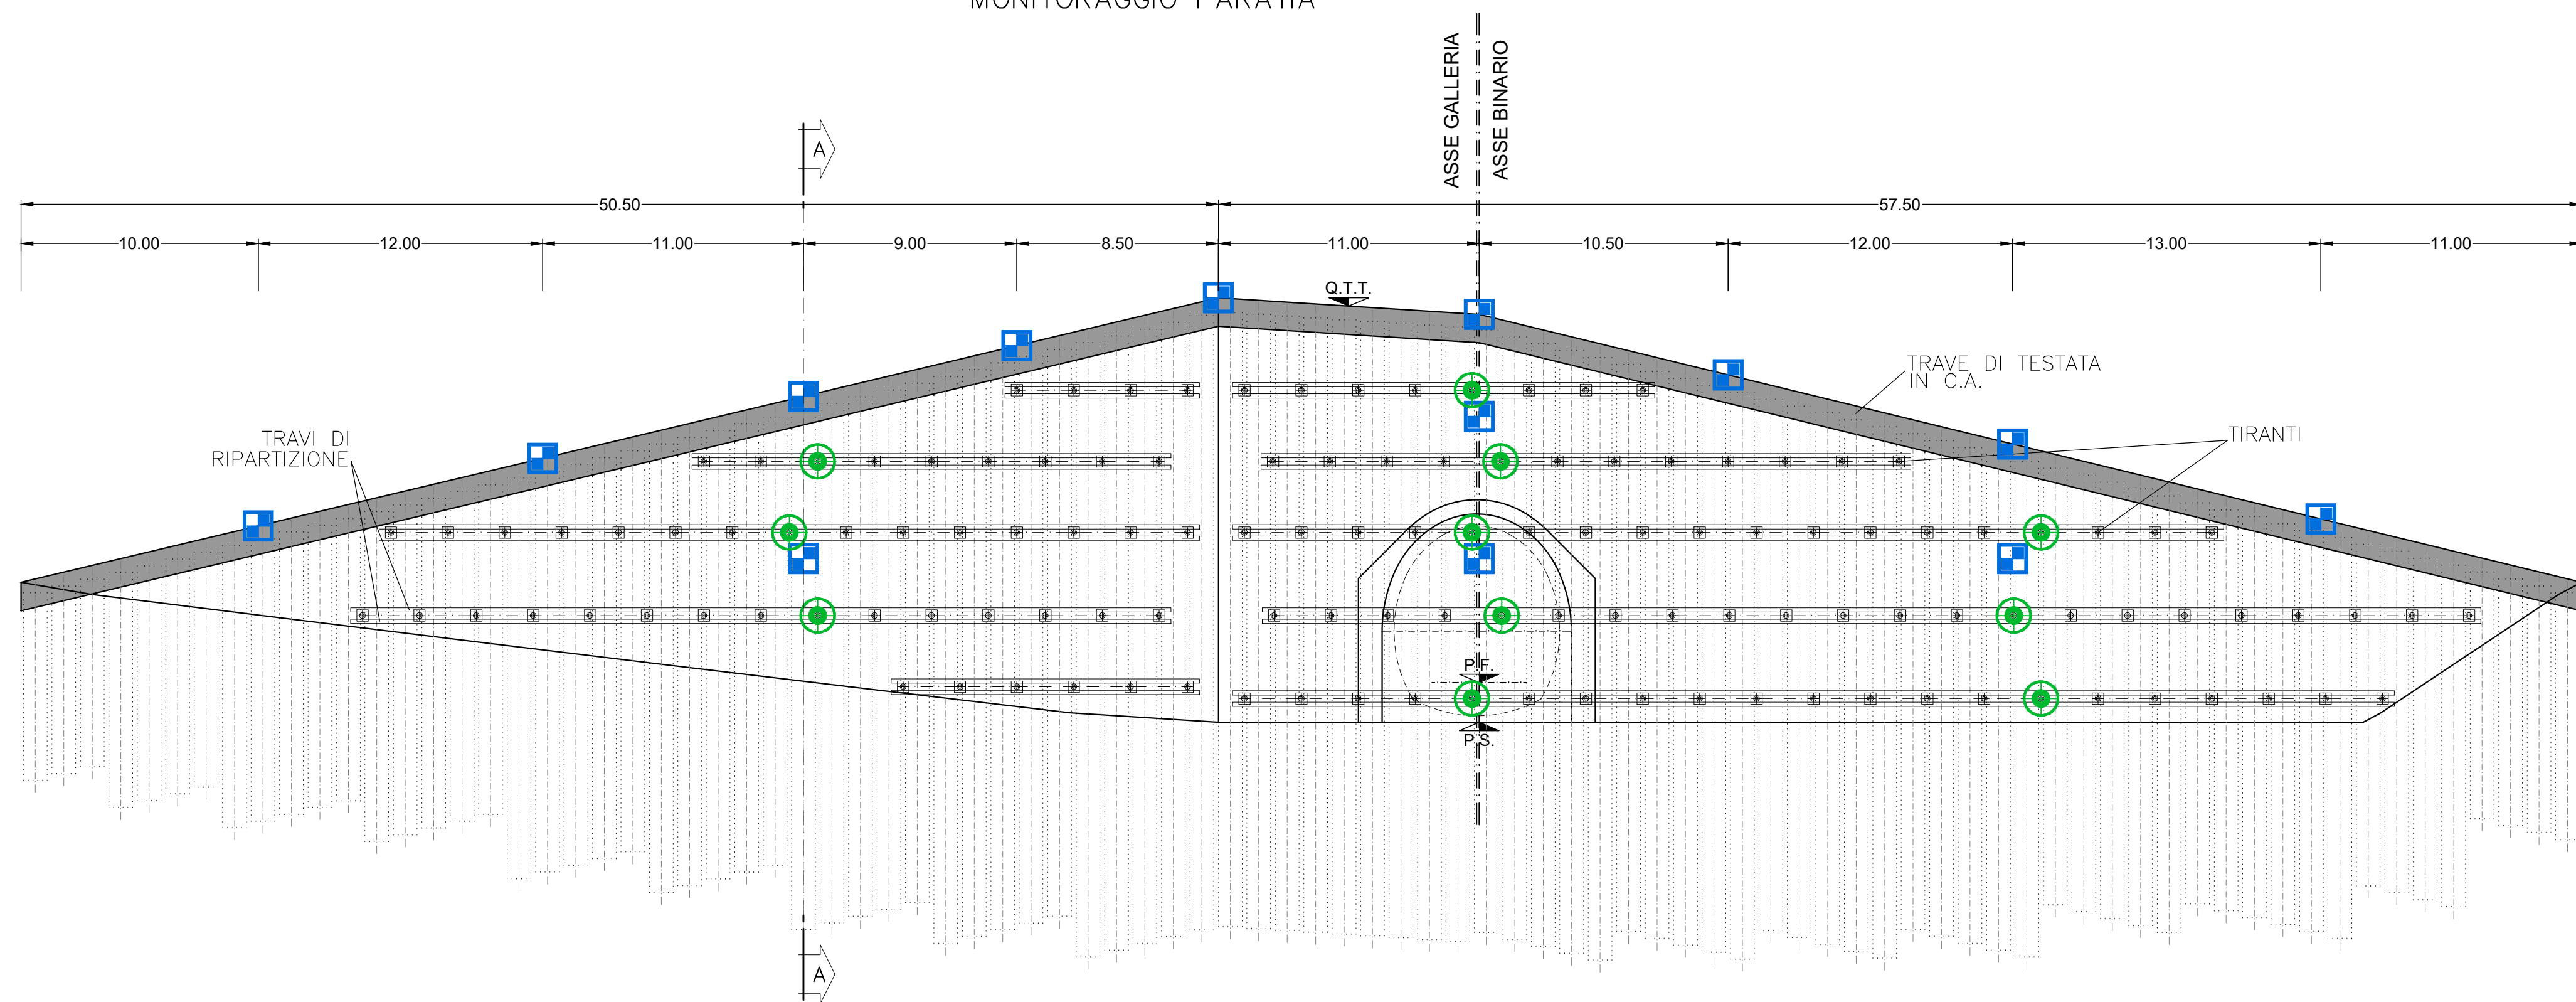 MONITORAGGIO PARATIA
ASSE GALLERIA
ASSE BINARIO
A
50.50
57.50
10.00
12.00
11.00
9.00
8.50
11.00
10.50
12.00
13.00
11.00
Q.T.T.
TRAVE DI TESTATA
IN C.A.
TRAVI DI
RIPARTIZIONE
TIRANTI
P.F.
P.S.
A